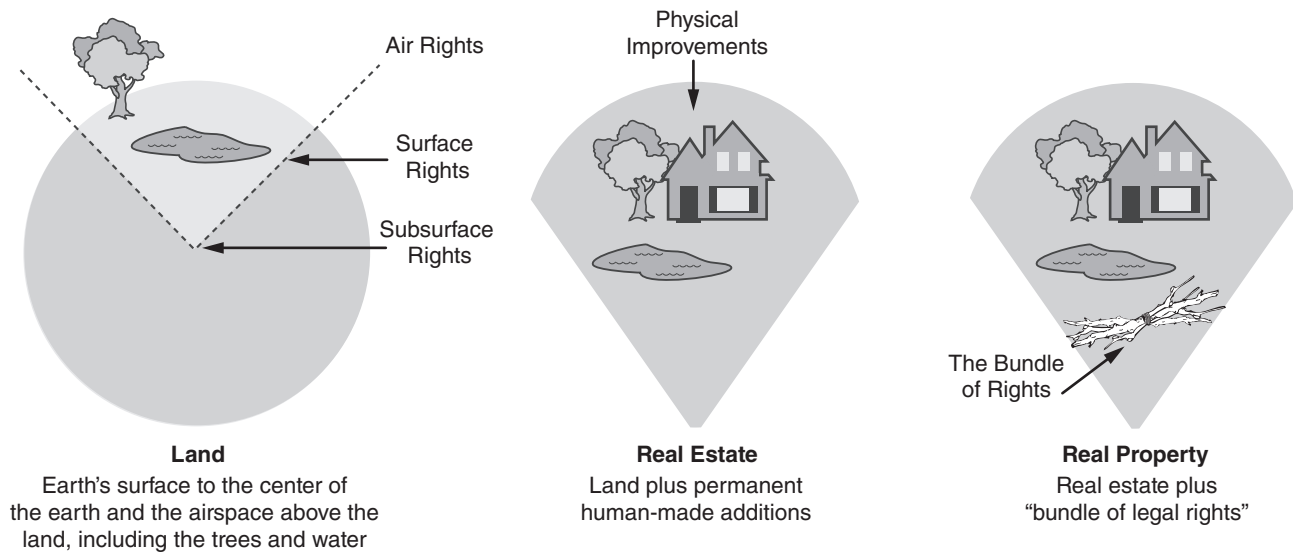 Air Rights
Surface
Rights
Subsurface
Rights
Land
Earth’s surface to the center of
the earth and the airspace above the
land, including the trees and water
Physical
Improvements
Real Estate
Land plus permanent
human-made additions
The Bundle
of Rights
Real Property
Real estate plus
“bundle of legal rights”